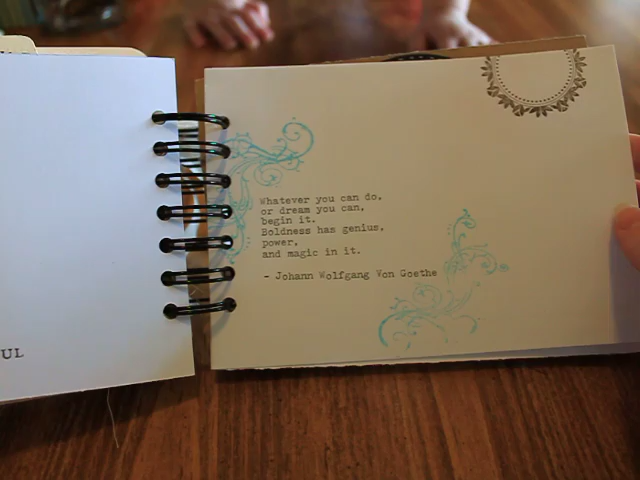 UL
Whatever you can do,
or dream you can,
begin it.
Boldness has genius,
power,
and magic in it.
- Johann Wolfgang Von Goethe